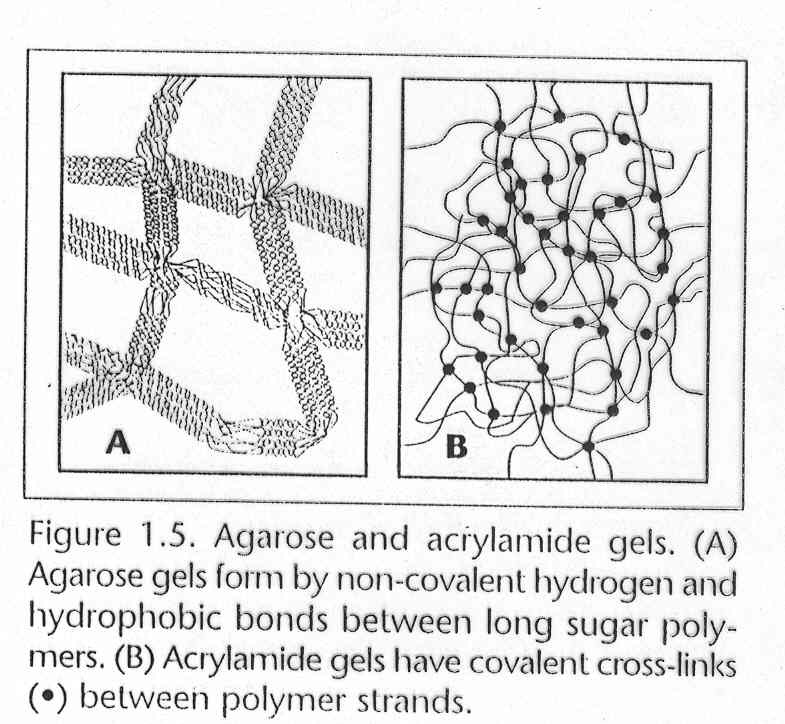 A
B
Figure 1.5. Agarose and acrylamide gels. (A)
Agarose gels form by non-covalent hydrogen and
hydrophobic bonds between long sugar poly-
mers. (B) Acrylamide gels have covalent cross-links
(•) between polymer strands.